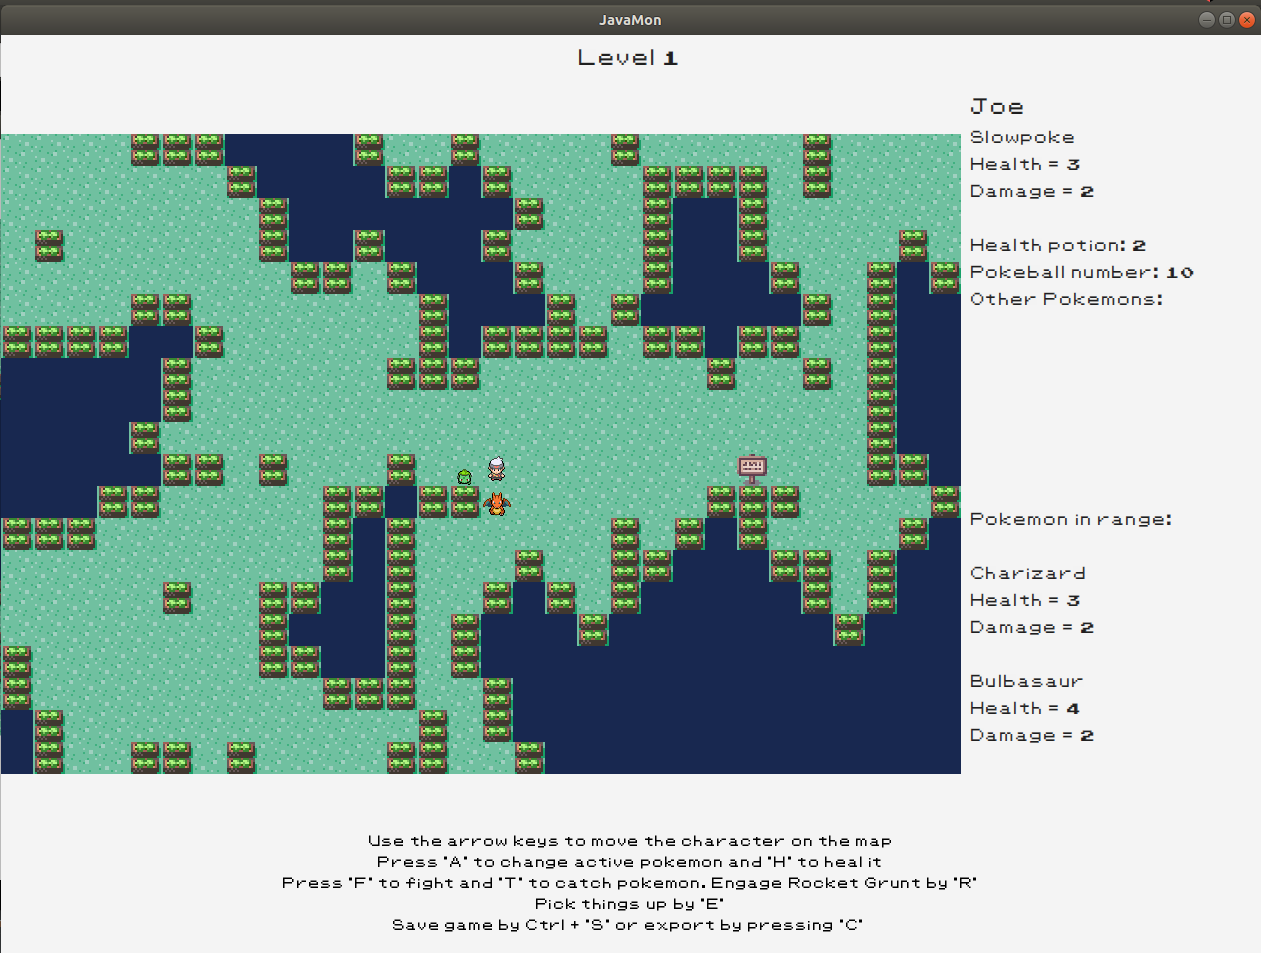 JavaMon
Level 1
Joe
Slowpoke
Health = 3
Damage = 2
Health potion: 2
Pokeball number: 10
Other Pokemons:
Pokemon in range:
Charizard
Health = 3
Damage = 2
Bulbasaur
Health = 4
Damage = 2
Use the arrow keys to move the character on the map
Press "A" to change active pokemon and "H" to heal it
Press "F" to fight and "T" to catch pokemon. Engage Rocket Grunt by "R"
Pick things up by "E"
Save game by Ctrl + "S" or export by pressing "C"